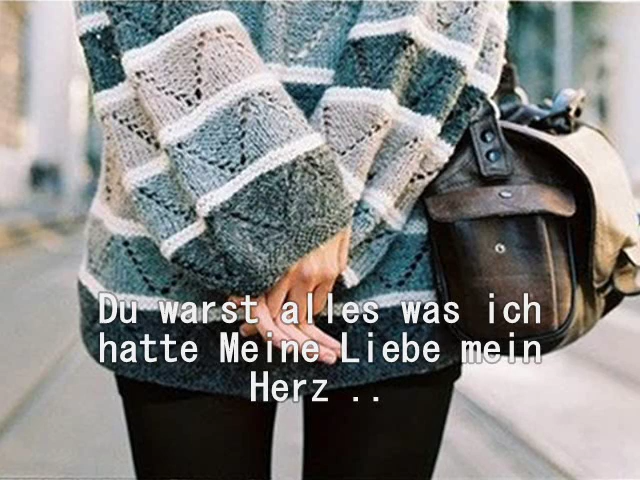 Du warst alles was ich
hatte Meine Liebe mein
Herz ..